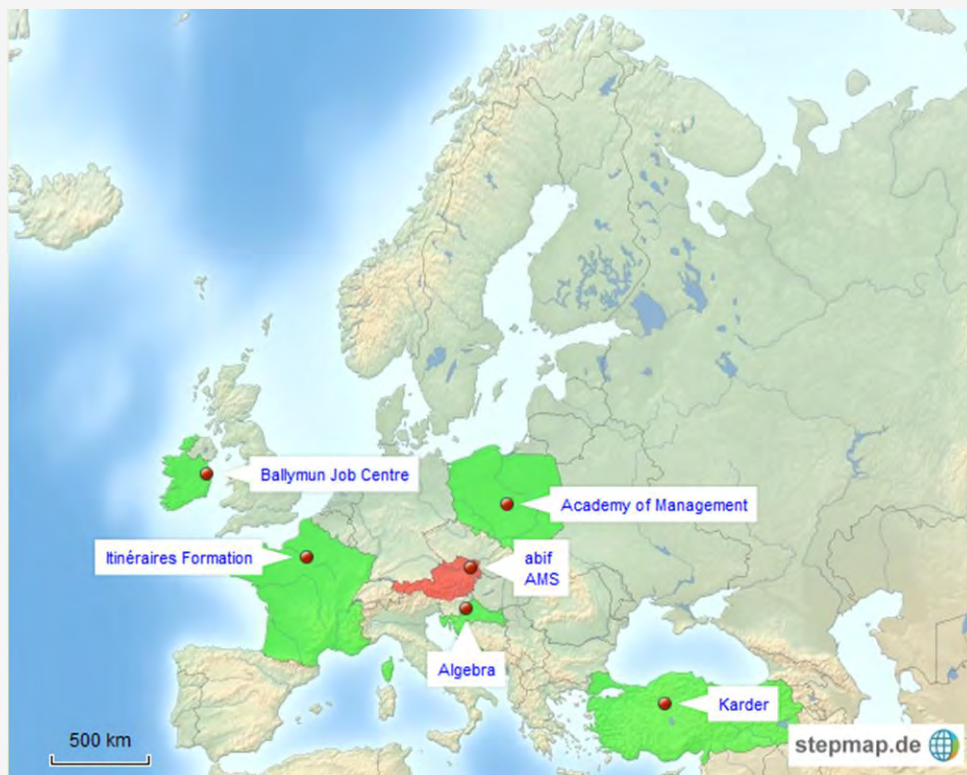 Ballymun Job Centre
Academy of Management
Itinéraires Formation
abif
AMS
Algebra
Karder
500 km
stepmap.de